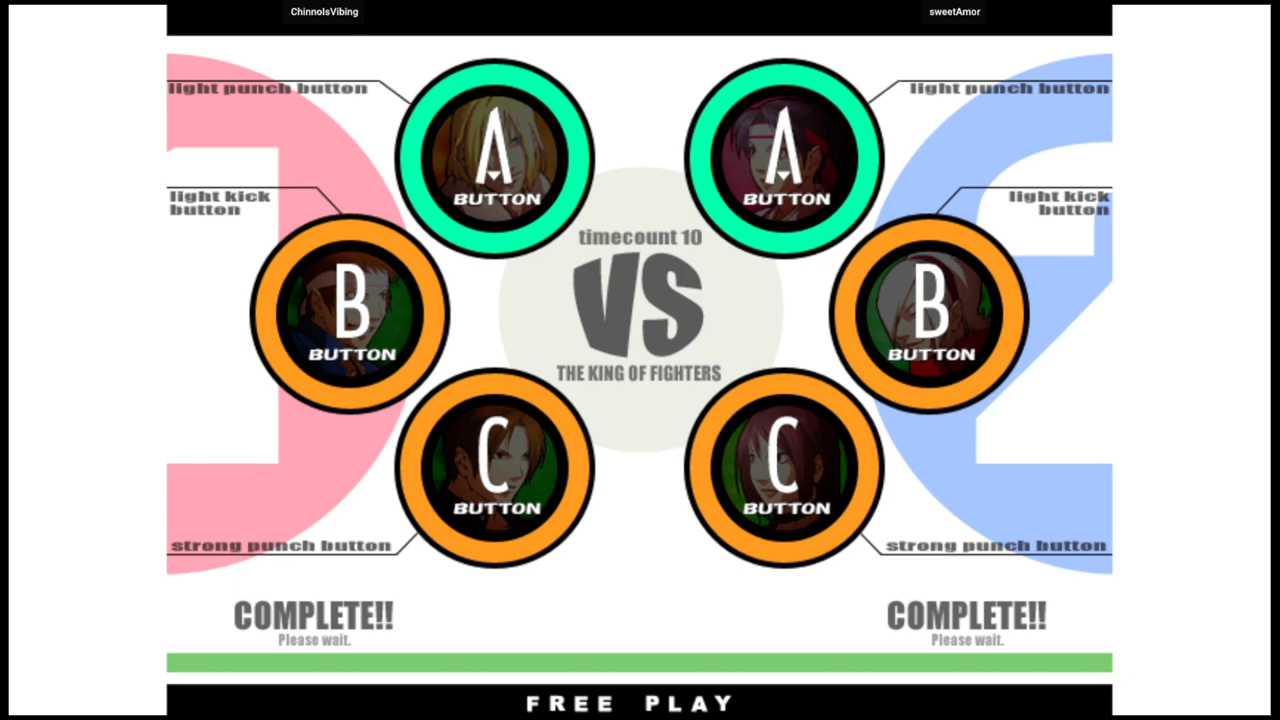 ChinnoIsVibing
sweetAmor
light punch button
light punch button
A
BUTTON
A
BUTTON
light kick
button
light kick
button
timecount 10
VS
THE KING OF FIGHTERS
B
BUTTON
B
BUTTON
C
BUTTON
C
BUTTON
strong punch button
strong punch button
COMPLETE!!
Please wait.
COMPLETE!!
Please wait.
FREE PLAY